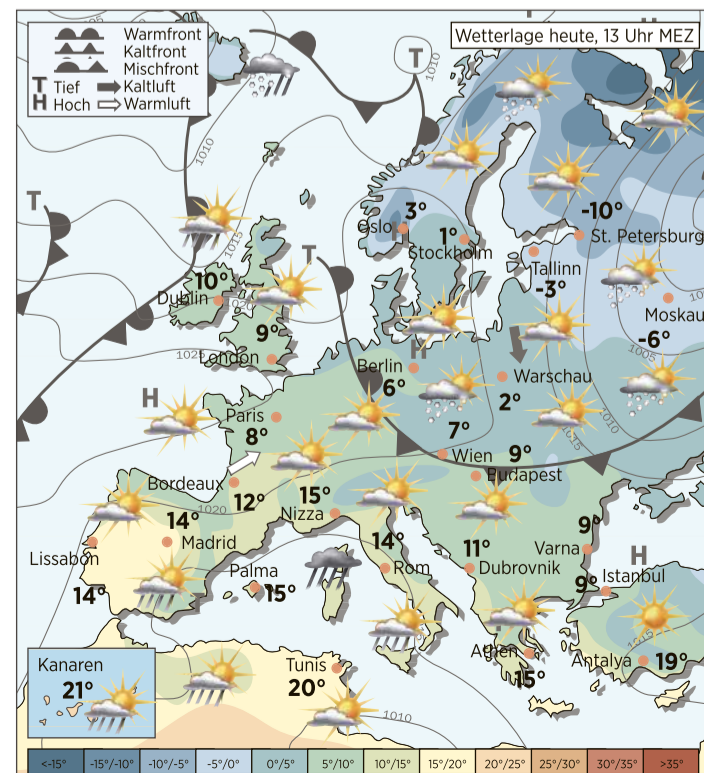 Warmfront
Kaltfront
Mischfront
T Tief Kaltluft
H Hoch Warmluft
Wetterlage heute, 13 Uhr MEZ
H
T
1010
1010
T
1015
3°
Oslo
H
1°
Stockholm
-10°
St. Petersburg
Tallinn
-3°
T
10°
Dublin
1020
9°
London
1025
Moskau
-6°
1005
Berlin
H
6°
Warschau
2°
H
Paris
8°
7°
Wien
9°
Budapest
1010
1015
Bordeaux
12°
15°
Nizza
1020
14°
Madrid
Lissabon
14°
Palma
15°
14°
Rom
11°
Dubrovnik
9°
Varna
H
9°
Istanbul
1015
Athen
15°
Antalya
19°
Kanaren
21°
Tunis
20°
1010
<-15° -15°/-10° -10°/-5° -5°/0° 0°/5° 5°/10° 10°/15° 15°/20° 20°/25° 25°/30° 30°/35° >35°